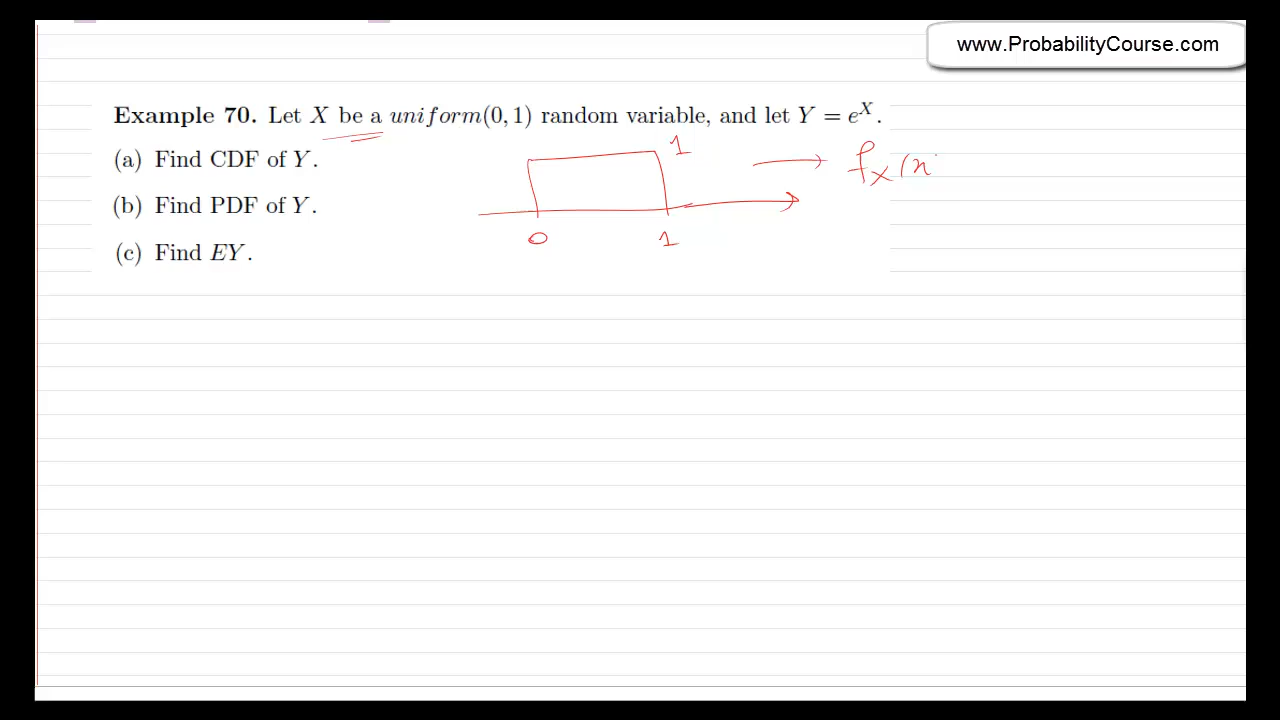 www.ProbabilityCourse.com
Example 70. Let X be a uniform(0, 1) random variable, and let Y = e^X.
(a) Find CDF of Y.
(b) Find PDF of Y.
(c) Find EY.
1
f_X(x
0 1